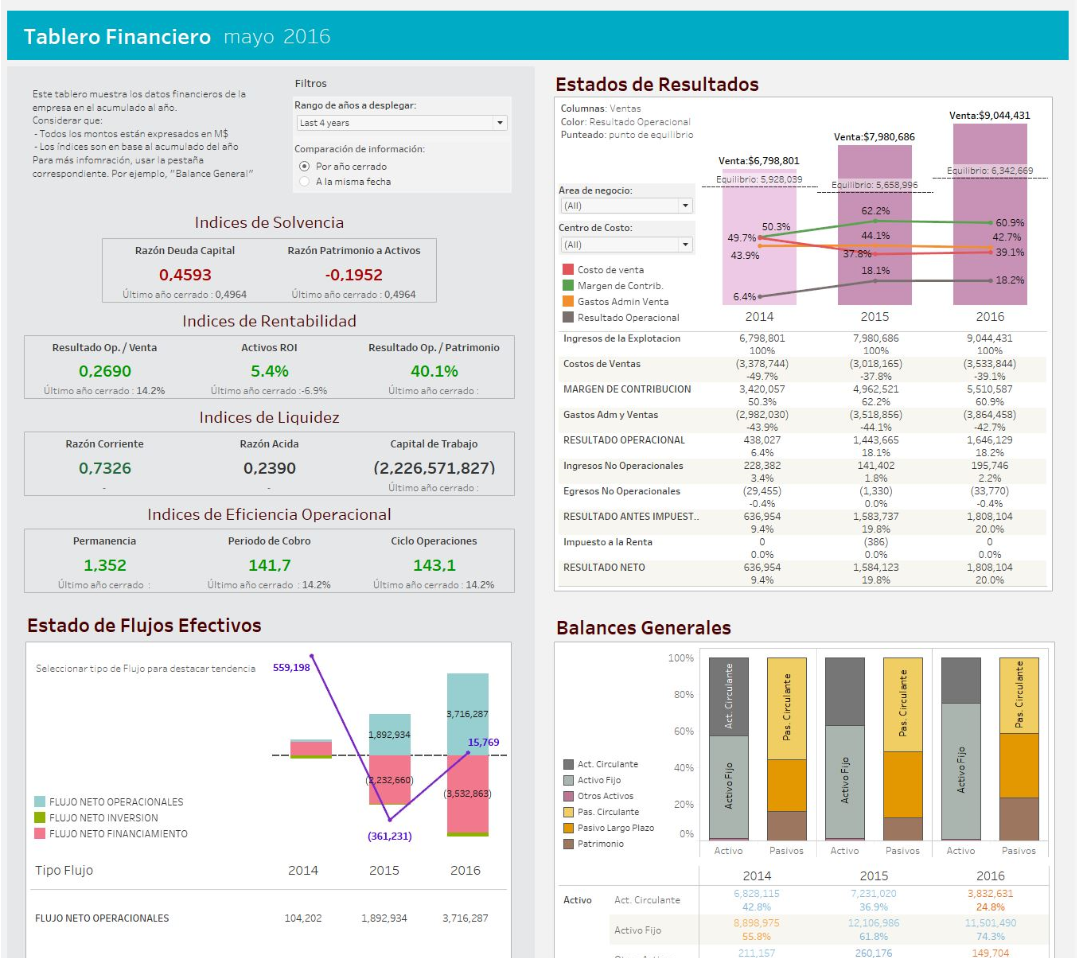 Tablero Financiero mayo 2016
Este tablero muestra los datos financieros de la
empresa en el acumulado al año.
Considerar que:
- Todos los montos están expresados en M$
- Los índices son en base al acumulado del año
Para más infomración, usar la pestaña
correspondiente. Por ejemplo, "Balance General"
Filtros
Rango de años a desplegar:
Last 4 years
Comparación de información:
Por año cerrado
A la misma fecha
Indices de Solvencia
Razón Deuda Capital Razón Patrimonio a Activos
0,4593 -0,1952
Último año cerrado : 0,4964 Último año cerrado : 0,4964
Indices de Rentabilidad
Resultado Op. / Venta Activos ROI Resultado Op. / Patrimonio
0,2690 5.4% 40.1%
Último año cerrado : 14.2% Último año cerrado :-6.9% Último año cerrado :
Indices de Liquidez
Razón Corriente Razón Acida Capital de Trabajo
0,7326 0,2390 (2,226,571,827)
- - Último año cerrado :
Indices de Eficiencia Operacional
Permanencia Periodo de Cobro Ciclo Operaciones
1,352 141,7 143,1
Último año cerrado : Último año cerrado : 14.2% Último año cerrado : 14.2%
Estado de Flujos Efectivos
Seleccionar tipo de Flujo para destacar tendencia
559,198
3,716,287
1,892,934
15,769
(2,232,660)
(3,532,863)
(361,231)
FLUJO NETO OPERACIONALES
FLUJO NETO INVERSION
FLUJO NETO FINANCIAMIENTO
Tipo Flujo 2014 2015 2016
FLUJO NETO OPERACIONALES 104,202 1,892,934 3,716,287
Estados de Resultados
Columnas: Ventas
Color: Resultado Operacional
Punteado: punto de equilibrio
Area de negocio:
(All)
Centro de Costo:
(All)
Costo de venta
Margen de Contrib.
Gastos Admin Venta
Resultado Operacional
Venta:$6,798,801 Venta:$7,980,686 Venta:$9,044,431
Equilibrio: 5,928,039 Equilibrio: 5,658,996 Equilibrio: 6,342,669
50.3% 62.2% 60.9%
49.7% 44.1% 42.7%
43.9% 37.8% 39.1%
6.4% 18.1% 18.2%
2014 2015 2016
Ingresos de la Explotacion 6,798,801 7,980,686 9,044,431
100% 100% 100%
Costos de Ventas (3,378,744) (3,018,165) (3,533,844)
-49.7% -37.8% -39.1%
MARGEN DE CONTRIBUCION 3,420,057 4,962,521 5,510,587
50.3% 62.2% 60.9%
Gastos Adm y Ventas (2,982,030) (3,518,856) (3,864,458)
-43.9% -44.1% -42.7%
RESULTADO OPERACIONAL 438,027 1,443,665 1,646,129
6.4% 18.1% 18.2%
Ingresos No Operacionales 228,382 141,402 195,746
3.4% 1.8% 2.2%
Egresos No Operacionales (29,455) (1,330) (33,770)
-0.4% 0.0% -0.4%
RESULTADO ANTES IMPUEST.. 636,954 1,583,737 1,808,104
9.4% 19.8% 20.0%
Impuesto a la Renta 0 (386) 0
0.0% 0.0% 0.0%
RESULTADO NETO 636,954 1,584,123 1,808,104
9.4% 19.8% 20.0%
Balances Generales
100%
80%
60%
40%
20%
0%
Act. Circulante
Activo Fijo
Otros Activos
Pas. Circulante
Pasivo Largo Plazo
Patrimonio
Act. Circulante Pas. Circulante Pas. Circulante Pas. Circulante
Activo Fijo Activo Fijo Activo Fijo
Activo Pasivos Activo Pasivos Activo Pasivos
2014 2015 2016
Activo Act. Circulante 6,828,115 7,231,020 3,832,631
42.8% 36.9% 24.8%
Activo Fijo 8,898,975 12,106,986 11,501,490
55.8% 61.8% 74.3%
211,157 260,176 149,704